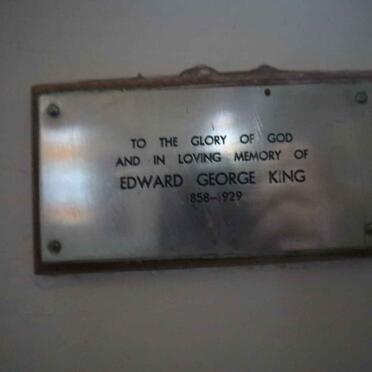 TO THE GLORY OF GOD
AND IN LOVING MEMORY OF
EDWARD GEORGE KING
1858-1929